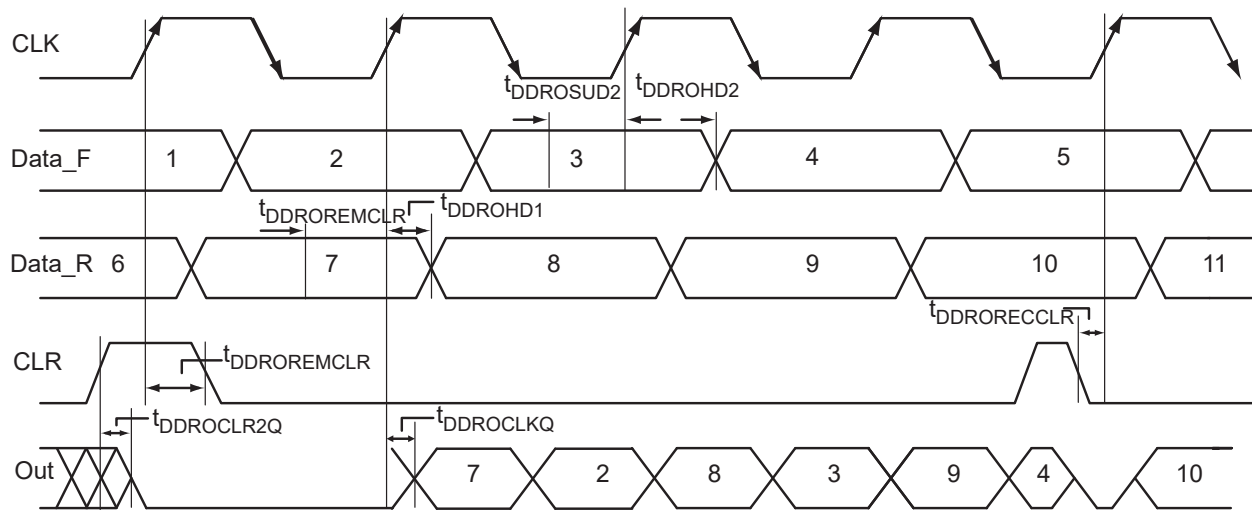 CLK
tDDROSUD2 tDDROHD2
Data_F 1 2 3 4 5
tDDROREMCLR tDDROHD1
Data_R 6 7 8 9 10 11
tDDRORECCLR
CLR tDDROREMCLR
tDDROCLR2Q tDDROCLKQ
Out 7 2 8 3 9 4 10